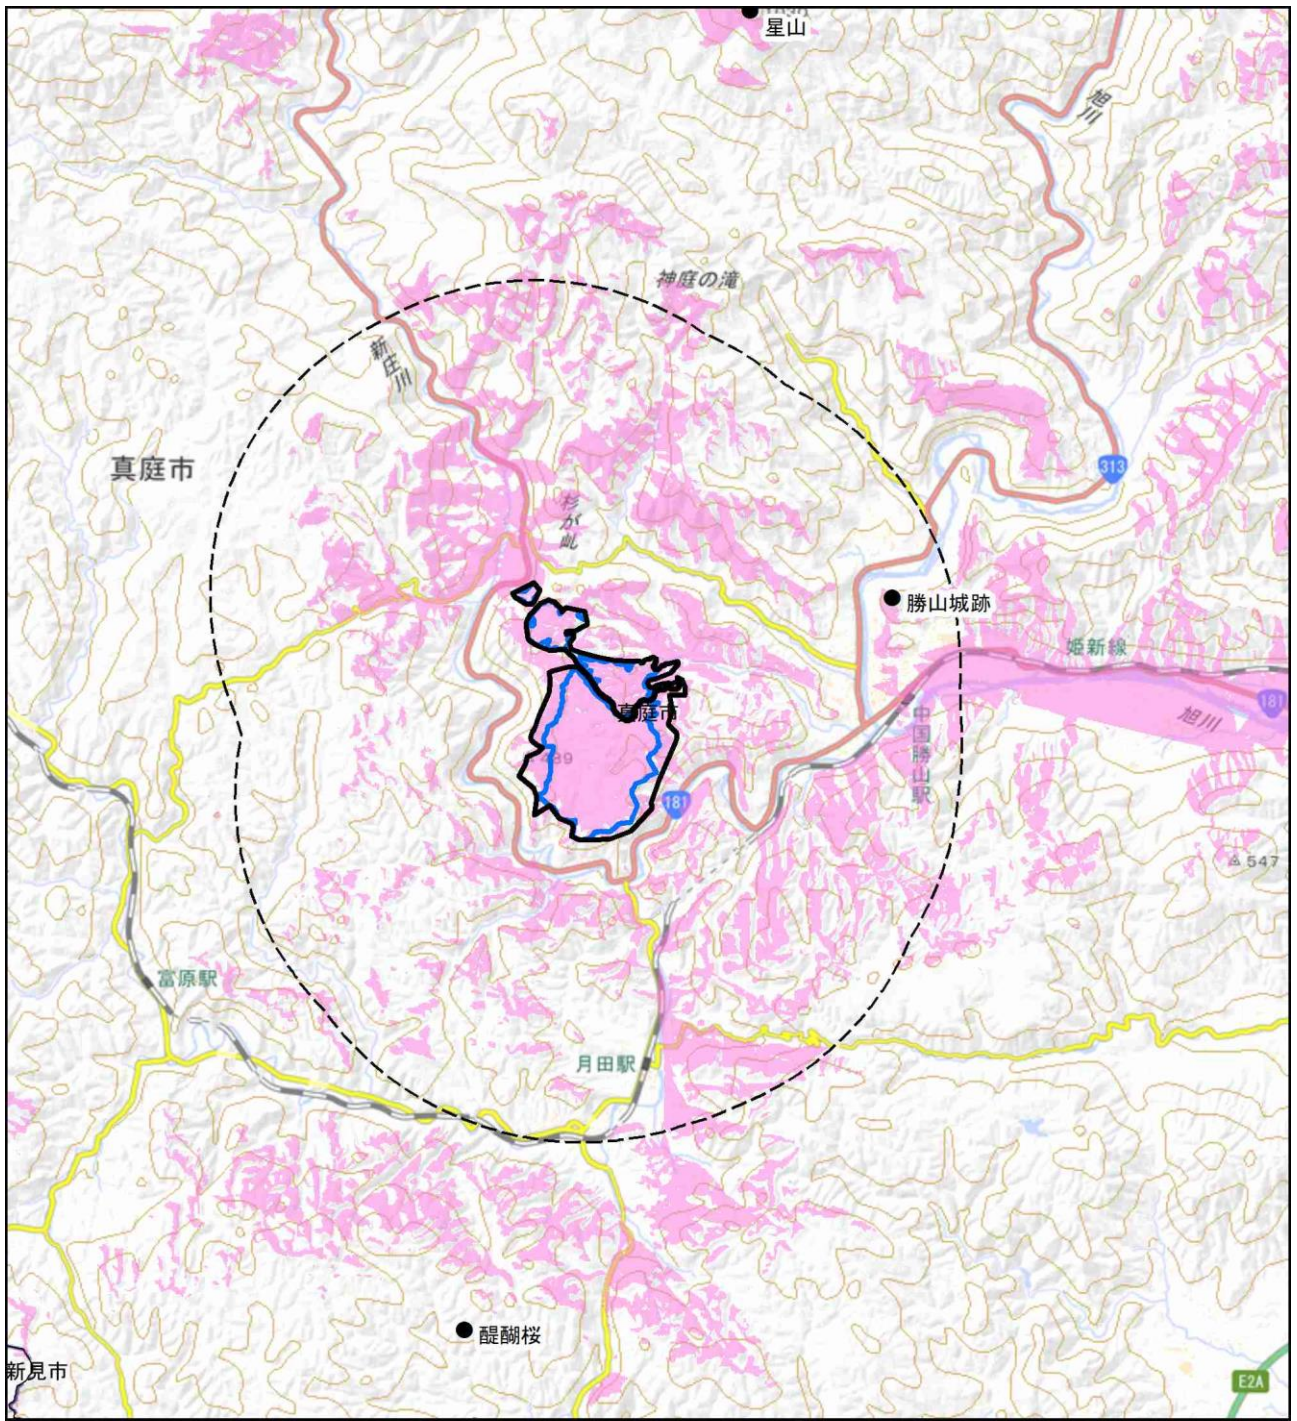 星山
旭川
神庭の滝
新庄川
真庭市
313
杉が乢
勝山城跡
姫新線
真庭市
旭川
181
中国勝山駅
181
547
富原駅
月田駅
醍醐桜
新見市
E2A